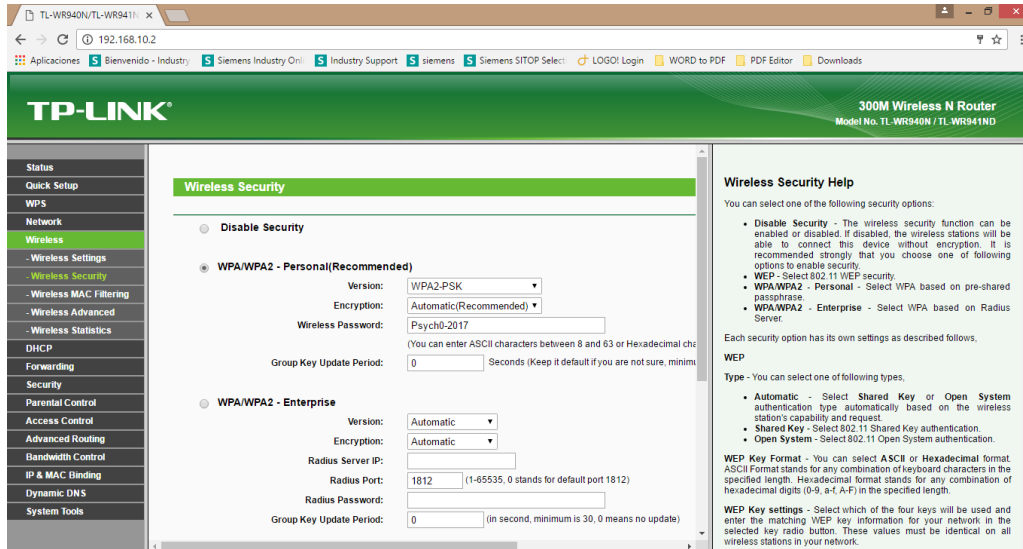 TL-WR940N/TL-WR941N
192.168.10.2
Aplicaciones Bienvenido - Industry Siemens Industry Onli Industry Support siemens Siemens SITOP Select LOGO! Login WORD to PDF PDF Editor Downloads
TP-LINK®
300M Wireless N Router
Model No. TL-WR940N / TL-WR941ND
Status
Quick Setup
WPS
Network
Wireless
- Wireless Settings
- Wireless Security
- Wireless MAC Filtering
- Wireless Advanced
- Wireless Statistics
DHCP
Forwarding
Security
Parental Control
Access Control
Advanced Routing
Bandwidth Control
IP & MAC Binding
Dynamic DNS
System Tools
Wireless Security
Disable Security
WPA/WPA2 - Personal(Recommended)
Version: WPA2-PSK
Encryption: Automatic(Recommended)
Wireless Password: Psych0-2017
(You can enter ASCII characters between 8 and 63 or Hexadecimal cha
Group Key Update Period: 0 Seconds (Keep it default if you are not sure, minimu
WPA/WPA2 - Enterprise
Version: Automatic
Encryption: Automatic
Radius Server IP:
Radius Port: 1812 (1-65535, 0 stands for default port 1812)
Radius Password:
Group Key Update Period: 0 (in second, minimum is 30, 0 means no update)
Wireless Security Help
You can select one of the following security options:
Disable Security - The wireless security function can be
enabled or disabled. If disabled, the wireless stations will be
able to connect this device without encryption. It is
recommended strongly that you choose one of following
options to enable security.
WEP - Select 802.11 WEP security.
WPA/WPA2 - Personal - Select WPA based on pre-shared
passphrase.
WPA/WPA2 - Enterprise - Select WPA based on Radius
Server.
Each security option has its own settings as described follows,
WEP
Type - You can select one of following types,
Automatic - Select Shared Key or Open System
authentication type automatically based on the wireless
station's capability and request.
Shared Key - Select 802.11 Shared Key authentication.
Open System - Select 802.11 Open System authentication.
WEP Key Format - You can select ASCII or Hexadecimal format.
ASCII Format stands for any combination of keyboard characters in the
specified length. Hexadecimal format stands for any combination of
hexadecimal digits (0-9, a-f, A-F) in the specified length.
WEP Key settings - Select which of the four keys will be used and
enter the matching WEP key information for your network in the
selected key radio button. These values must be identical on all
wireless stations in your network.